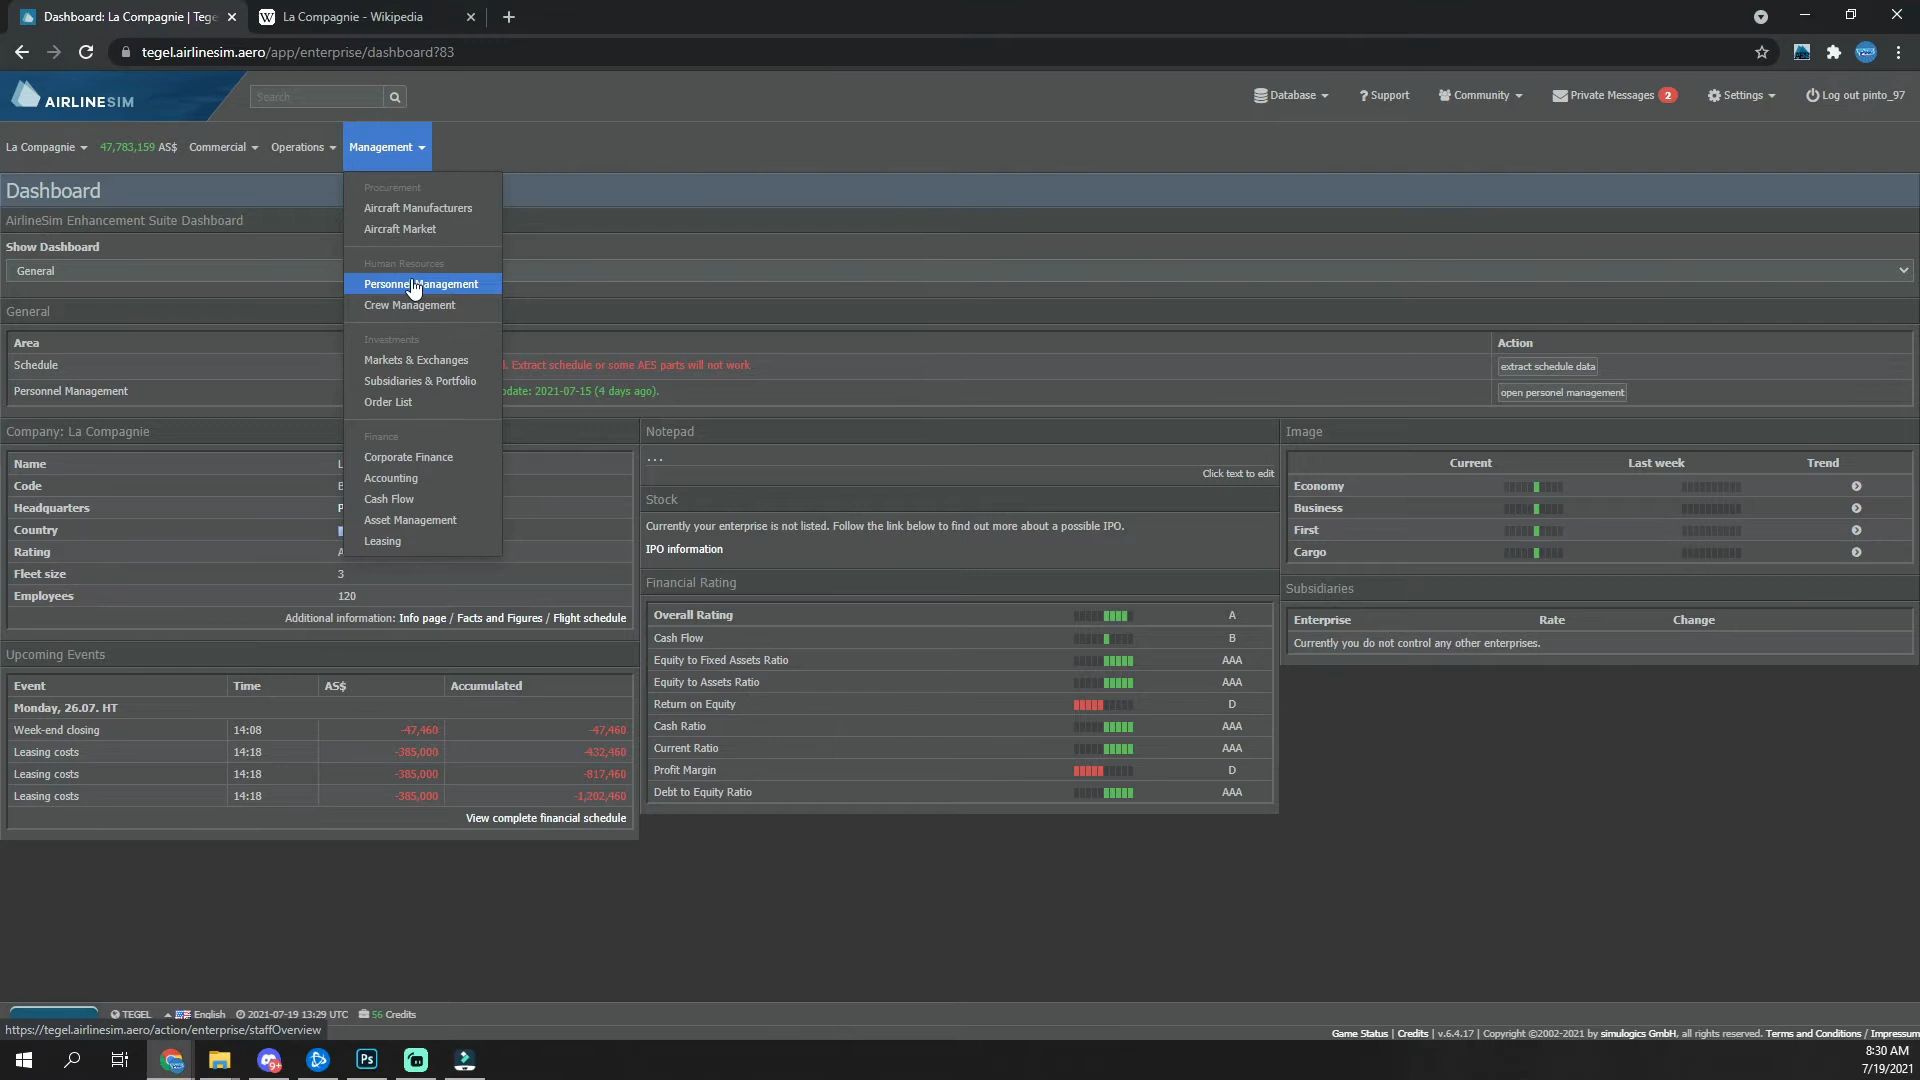 Dashboard: La Compagnie | Tege
La Compagnie - Wikipedia
tegel.airlinesim.aero/app/enterprise/dashboard?83
AIRLINESIM
Search
Database
? Support
Community
Private Messages 2
Settings
Log out pinto_97
La Compagnie
47,783,159 AS$
Commercial
Operations
Management
Dashboard
AirlineSim Enhancement Suite Dashboard
Show Dashboard
General
Procurement
Aircraft Manufacturers
Aircraft Market
Human Resources
Personnel Management
Crew Management
Investments
Markets & Exchanges
Subsidiaries & Portfolio
Order List
Finance
Corporate Finance
Accounting
Cash Flow
Asset Management
Leasing
General
Area
Action
Schedule
. Extract schedule or some AES parts will not work
extract schedule data
Personnel Management
pdate: 2021-07-15 (4 days ago).
open personel management
Company: La Compagnie
Name
Code
Headquarters
Country
Rating
Fleet size 3
Employees 120
Additional information: Info page / Facts and Figures / Flight schedule
Upcoming Events
Event Time AS$ Accumulated
Monday, 26.07. HT
Week-end closing 14:08 -47,460 -47,460
Leasing costs 14:18 -385,000 -432,460
Leasing costs 14:18 -385,000 -817,460
Leasing costs 14:18 -385,000 -1,202,460
View complete financial schedule
Notepad
...
Click text to edit
Stock
Currently your enterprise is not listed. Follow the link below to find out more about a possible IPO.
IPO information
Financial Rating
Overall Rating A
Cash Flow B
Equity to Fixed Assets Ratio AAA
Equity to Assets Ratio AAA
Return on Equity D
Cash Ratio AAA
Current Ratio AAA
Profit Margin D
Debt to Equity Ratio AAA
Image
Current Last week Trend
Economy
Business
First
Cargo
Subsidiaries
Enterprise Rate Change
Currently you do not control any other enterprises.
TEGEL
English
2021-07-19 13:29 UTC
56 Credits
https://tegel.airlinesim.aero/action/enterprise/staffOverview
Game Status | Credits | v.6.4.17 | Copyright ©2002-2021 by simulogics GmbH, all rights reserved. Terms and Conditions / Impressum
Ps
9+
8:30 AM
7/19/2021